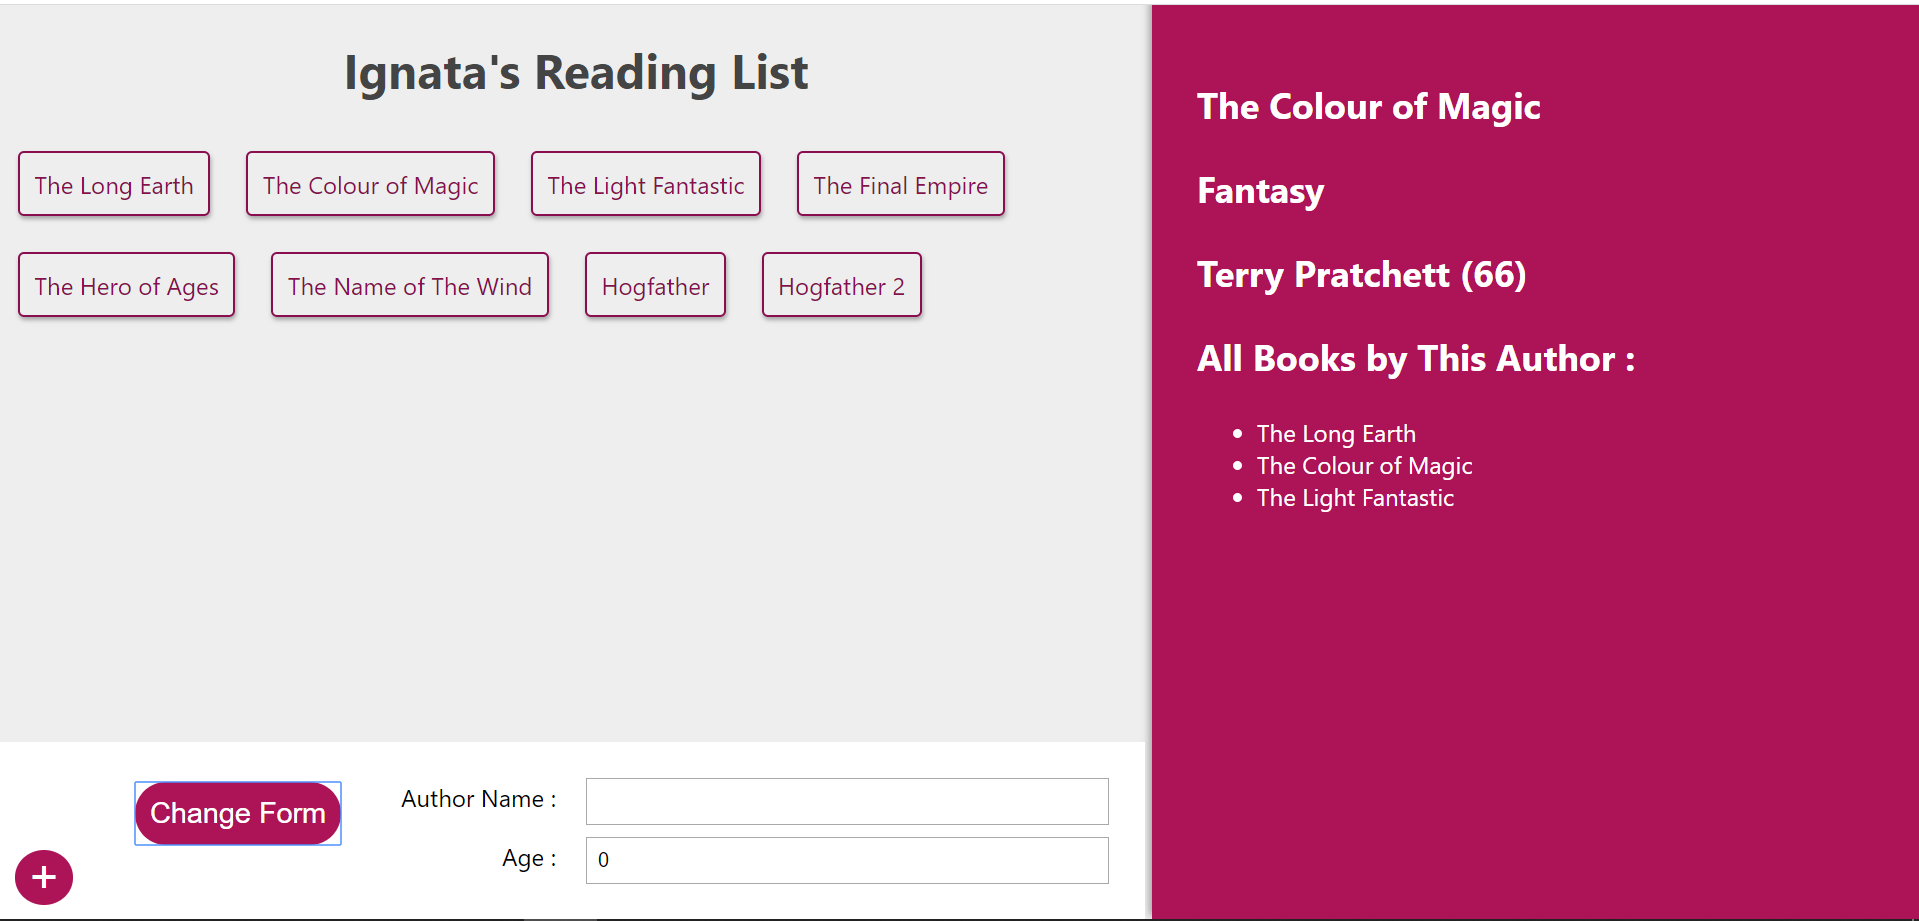 Ignata's Reading List
The Long Earth
The Colour of Magic
The Light Fantastic
The Final Empire
The Hero of Ages
The Name of The Wind
Hogfather
Hogfather 2
Change Form
Author Name :
Age :
0
+
The Colour of Magic
Fantasy
Terry Pratchett (66)
All Books by This Author :
The Long Earth
The Colour of Magic
The Light Fantastic